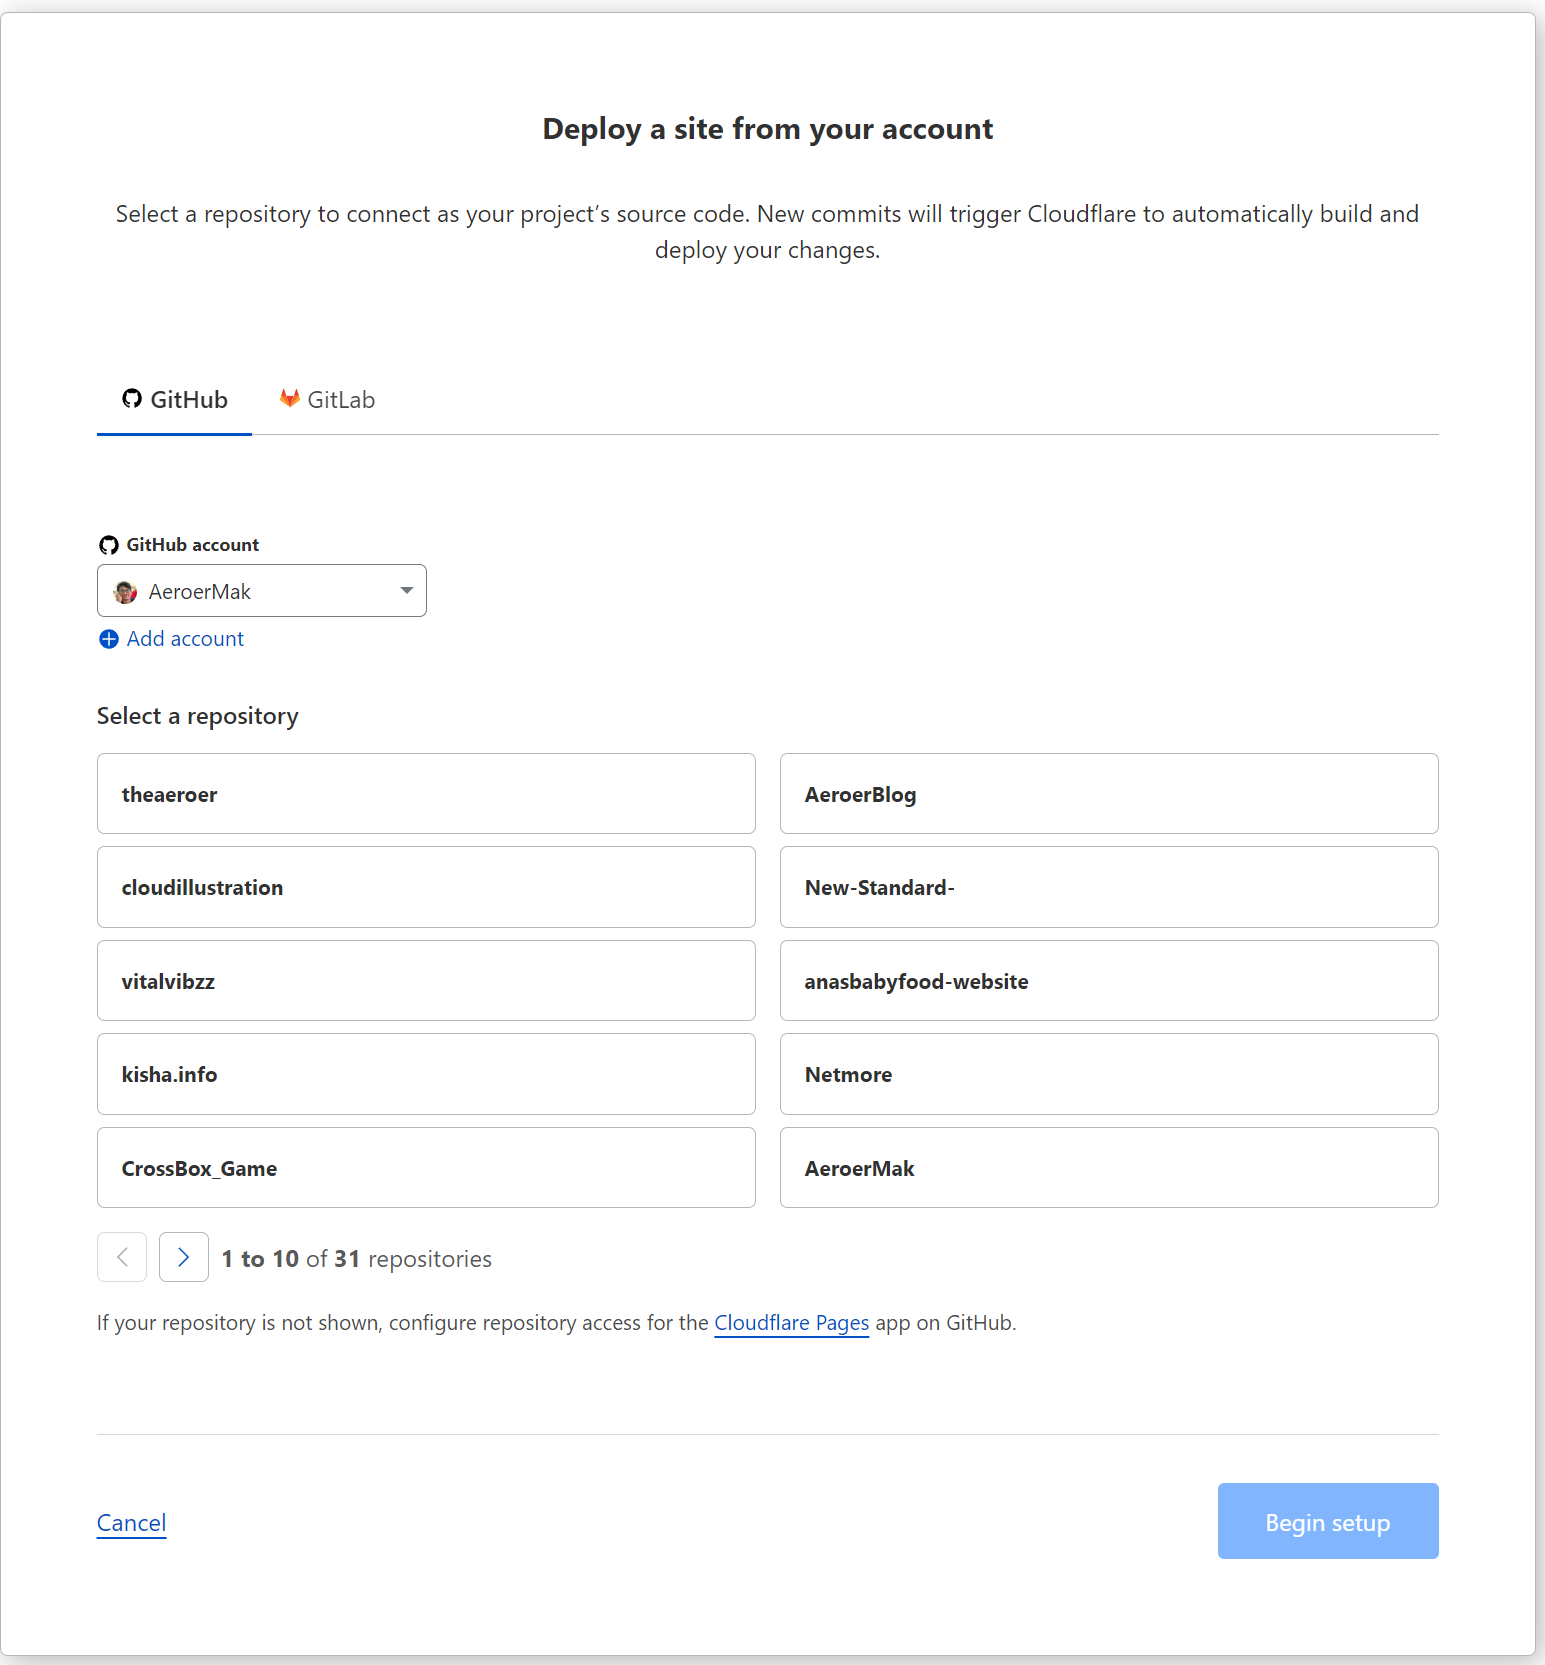 Deploy a site from your account
Select a repository to connect as your project’s source code. New commits will trigger Cloudflare to automatically build and
deploy your changes.
GitHub GitLab
GitHub account
AeroerMak
Add account
Select a repository
theaeroer AeroerBlog
cloudillustration New-Standard-
vitalvibzz anasbabyfood-website
kisha.info Netmore
CrossBox_Game AeroerMak
1 to 10 of 31 repositories
If your repository is not shown, configure repository access for the Cloudflare Pages app on GitHub.
Cancel Begin setup